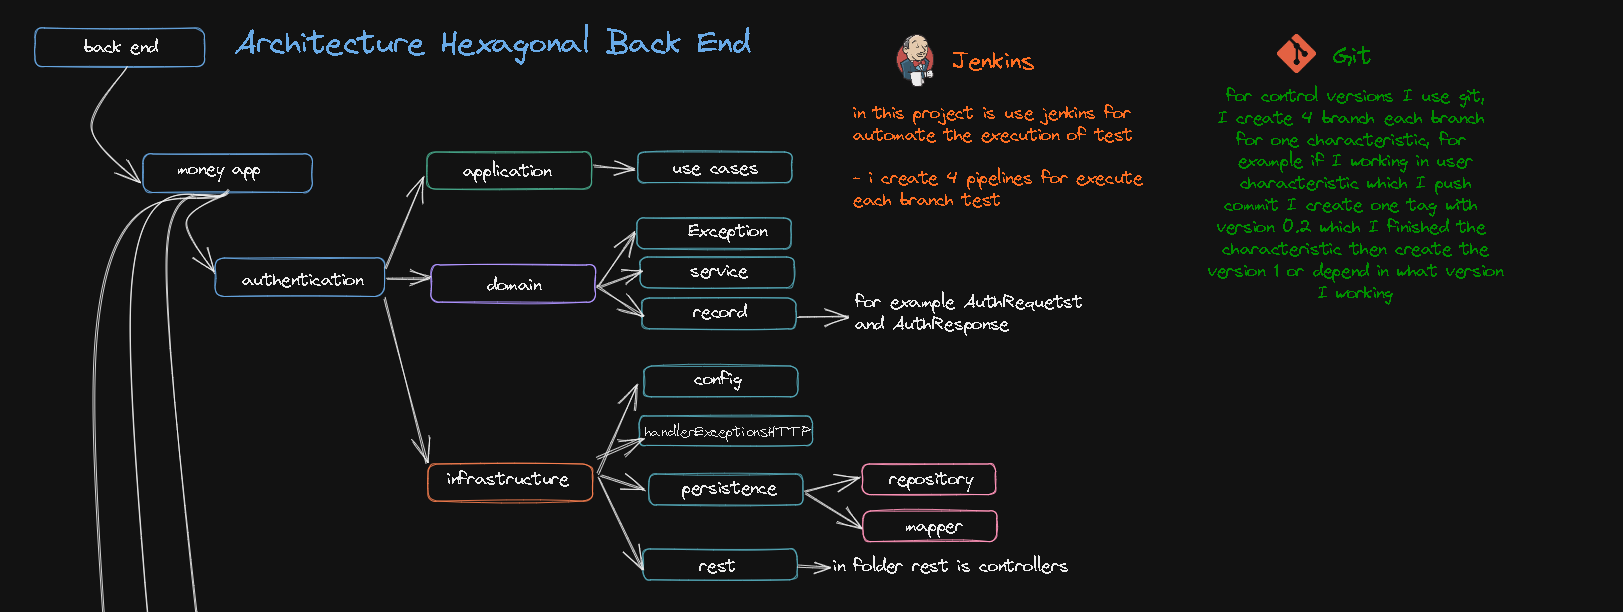 back end
Architecture Hexagonal Back End
Jenkins
in this project is use jenkins for
automate the execution of test
- i create 4 pipelines for execute
each branch test
Git
for control versions I use git,
I create 4 branch each branch
for one characteristic, for
example if I working in user
characteristic which I push
commit I create one tag with
version 0.2 which I finished the
characteristic then create the
version 1 or depend in what version
I working
money app
application
use cases
authentication
domain
Exception
service
record
for example AuthRequetst
and AuthResponse
infrastructure
config
handlerExceptionsHTTP
persistence
repository
mapper
rest
in folder rest is controllers